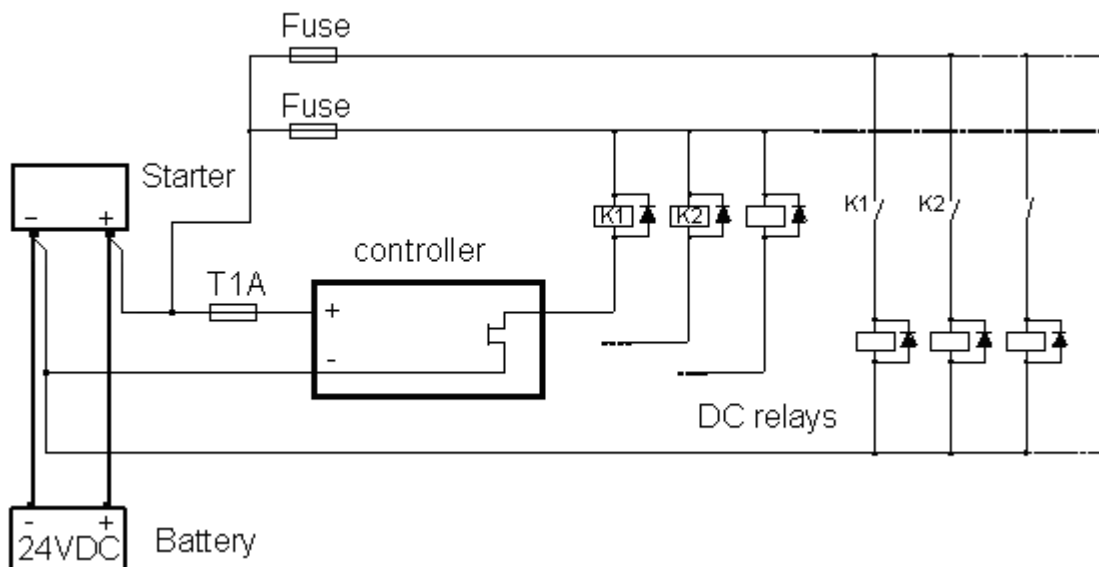 Fuse
Fuse
Starter
- +
K1
K2
K1
K2
controller
T1A
+
-
DC relays
- +
24VDC
Battery